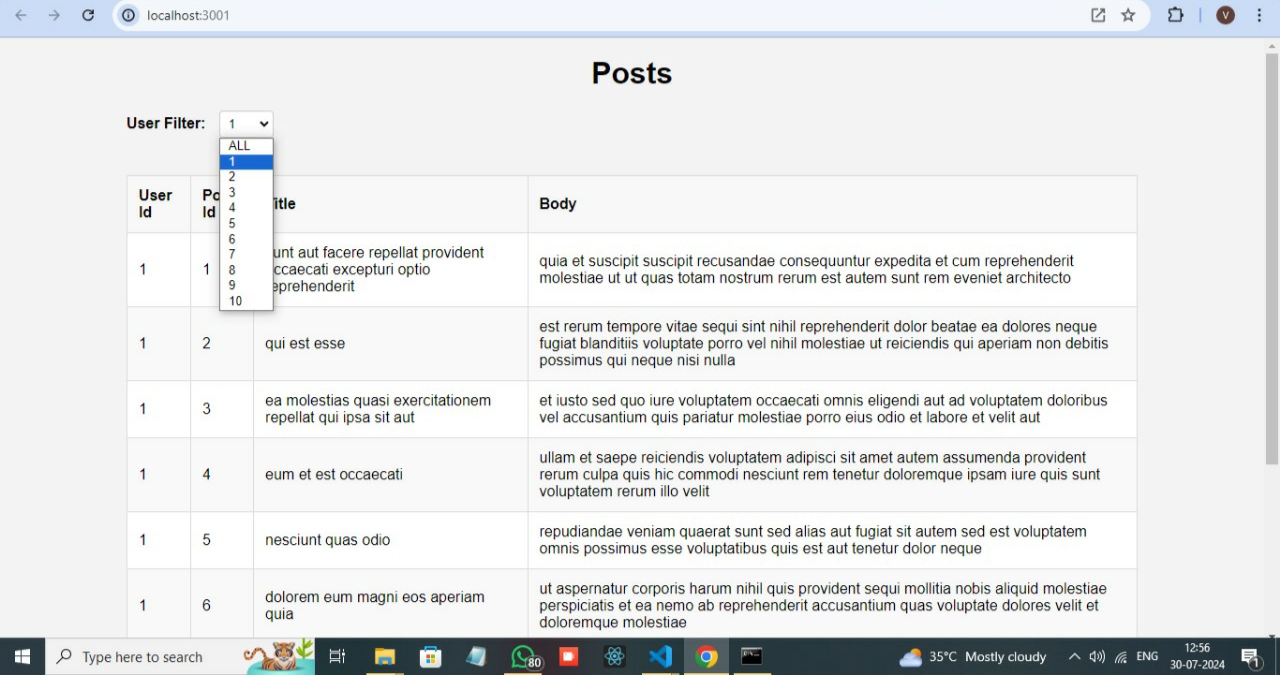 localhost:3001
V
Posts
User Filter: 1
ALL
1
2
3
4
5
6
7
8
9
10
User
Id
Id
Body
1
1
quia et suscipit suscipit recusandae consequuntur expedita et cum reprehenderit
molestiae ut ut quas totam nostrum rerum est autem sunt rem eveniet architecto
unt aut facere repellat provident
ccaecati excepturi optio
eprehenderit
1
2
qui est esse
est rerum tempore vitae sequi sint nihil reprehenderit dolor beatae ea dolores neque
fugiat blanditiis voluptate porro vel nihil molestiae ut reiciendis qui aperiam non debitis
possimus qui neque nisi nulla
1
3
ea molestias quasi exercitationem
repellat qui ipsa sit aut
et iusto sed quo iure voluptatem occaecati omnis eligendi aut ad voluptatem doloribus
vel accusantium quis pariatur molestiae porro eius odio et labore et velit aut
1
4
eum et est occaecati
ullam et saepe reiciendis voluptatem adipisci sit amet autem assumenda provident
rerum culpa quis hic commodi nesciunt rem tenetur doloremque ipsam iure quis sunt
voluptatem rerum illo velit
1
5
nesciunt quas odio
repudiandae veniam quaerat sunt sed alias aut fugiat sit autem sed est voluptatem
omnis possimus esse voluptatibus quis est aut tenetur dolor neque
1
6
dolorem eum magni eos aperiam
quia
ut aspernatur corporis harum nihil quis provident sequi mollitia nobis aliquid molestiae
perspiciatis et ea nemo ab reprehenderit accusantium quas voluptate dolores velit et
doloremque molestiae
Type here to search
80
35°C Mostly cloudy
ENG
12:56
30-07-2024
1